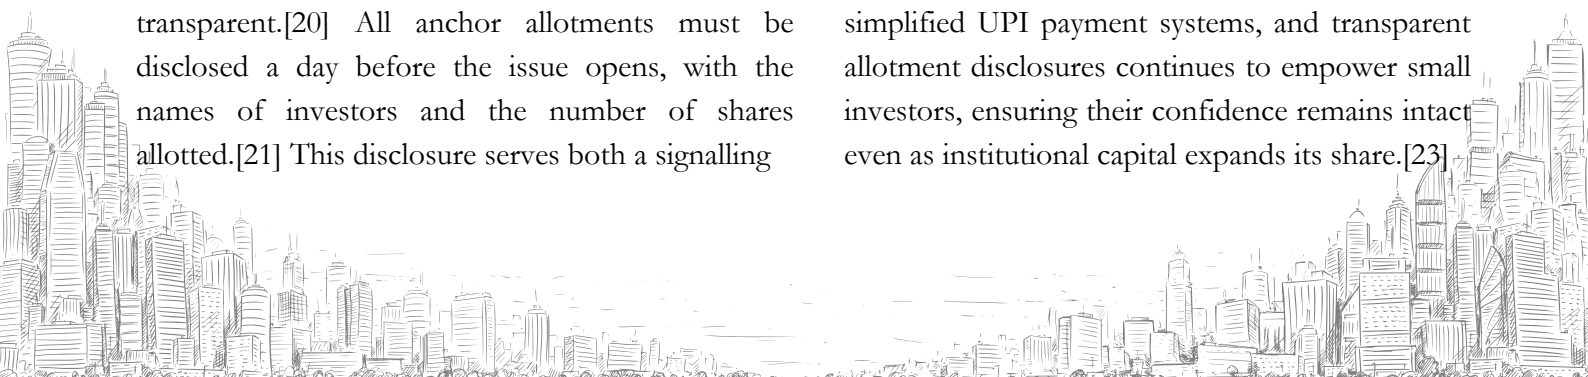 transparent.[20] All anchor allotments must be
disclosed a day before the issue opens, with the
names of investors and the number of shares
allotted.[21] This disclosure serves both a signalling
simplified UPI payment systems, and transparent
allotment disclosures continues to empower small
investors, ensuring their confidence remains intact
even as institutional capital expands its share.[23]